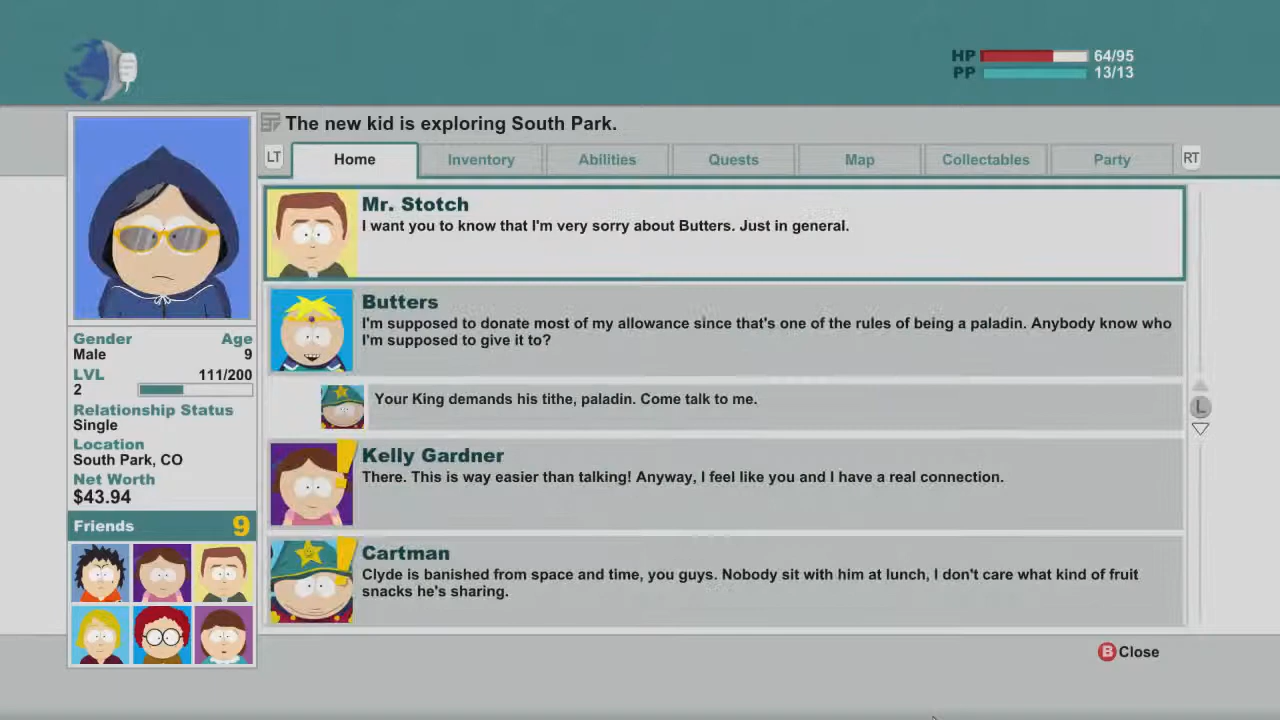 HP 64/95
PP 13/13
The new kid is exploring South Park.
LT Home Inventory Abilities Quests Map Collectables Party RT
Mr. Stotch
I want you to know that I'm very sorry about Butters. Just in general.
Butters
I'm supposed to donate most of my allowance since that's one of the rules of being a paladin. Anybody know who
I'm supposed to give it to?
Your King demands his tithe, paladin. Come talk to me.
Kelly Gardner
There. This is way easier than talking! Anyway, I feel like you and I have a real connection.
Cartman
Clyde is banished from space and time, you guys. Nobody sit with him at lunch, I don't care what kind of fruit
snacks he's sharing.
Gender Age
Male 9
LVL 111/200
2
Relationship Status
Single
Location
South Park, CO
Net Worth
$43.94
Friends 9
L
B Close